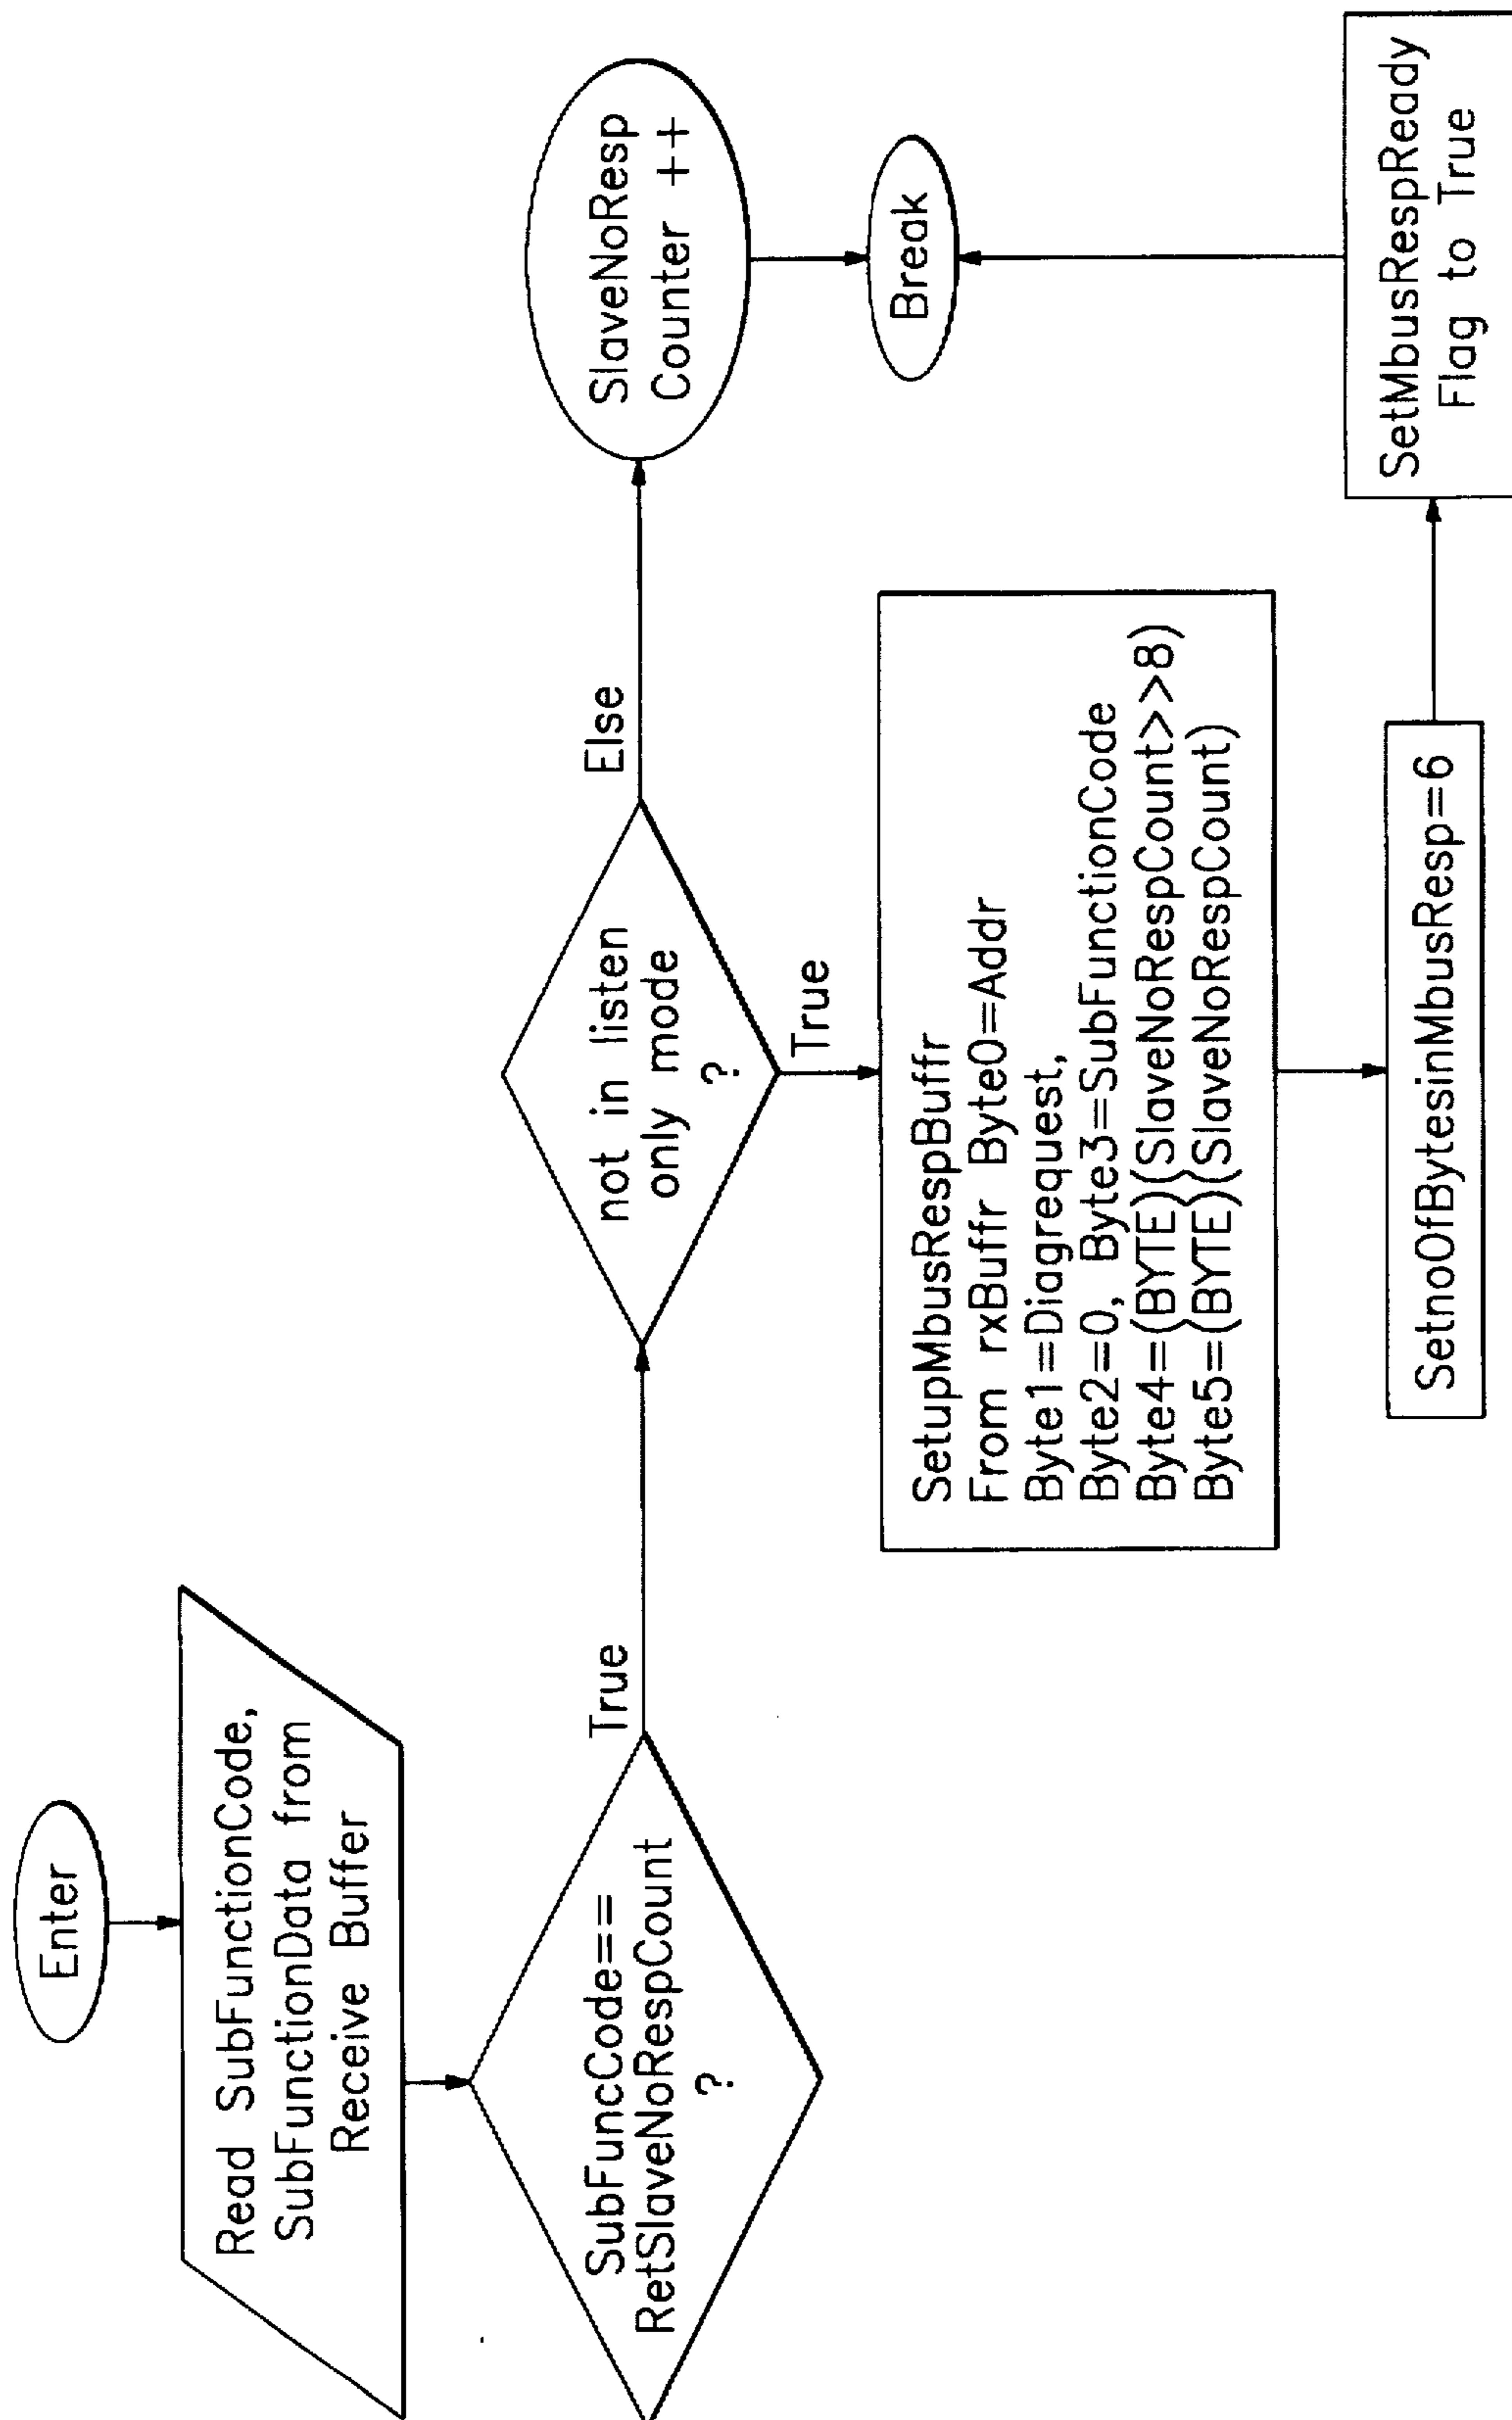 Enter
Read SubFunctionCode,
SubFunctionData from
Receive Buffer
SubFuncCode==
RetSlaveNoRespCount
?
True
not in listen
only mode
?
Else
SlaveNoResp
Counter ++
True
Break
SetupMbusRespBuffr
From rxBuffr Byte0=Addr
Byte1=Diagrequest,
Byte2=0, Byte3=SubFunctionCode
Byte4=(BYTE)(SlaveNoRespCount>>8)
Byte5=(BYTE)(SlaveNoRespCount)
SetnoOfBytesinMbusResp=6
SetMbusRespReady
Flag to True